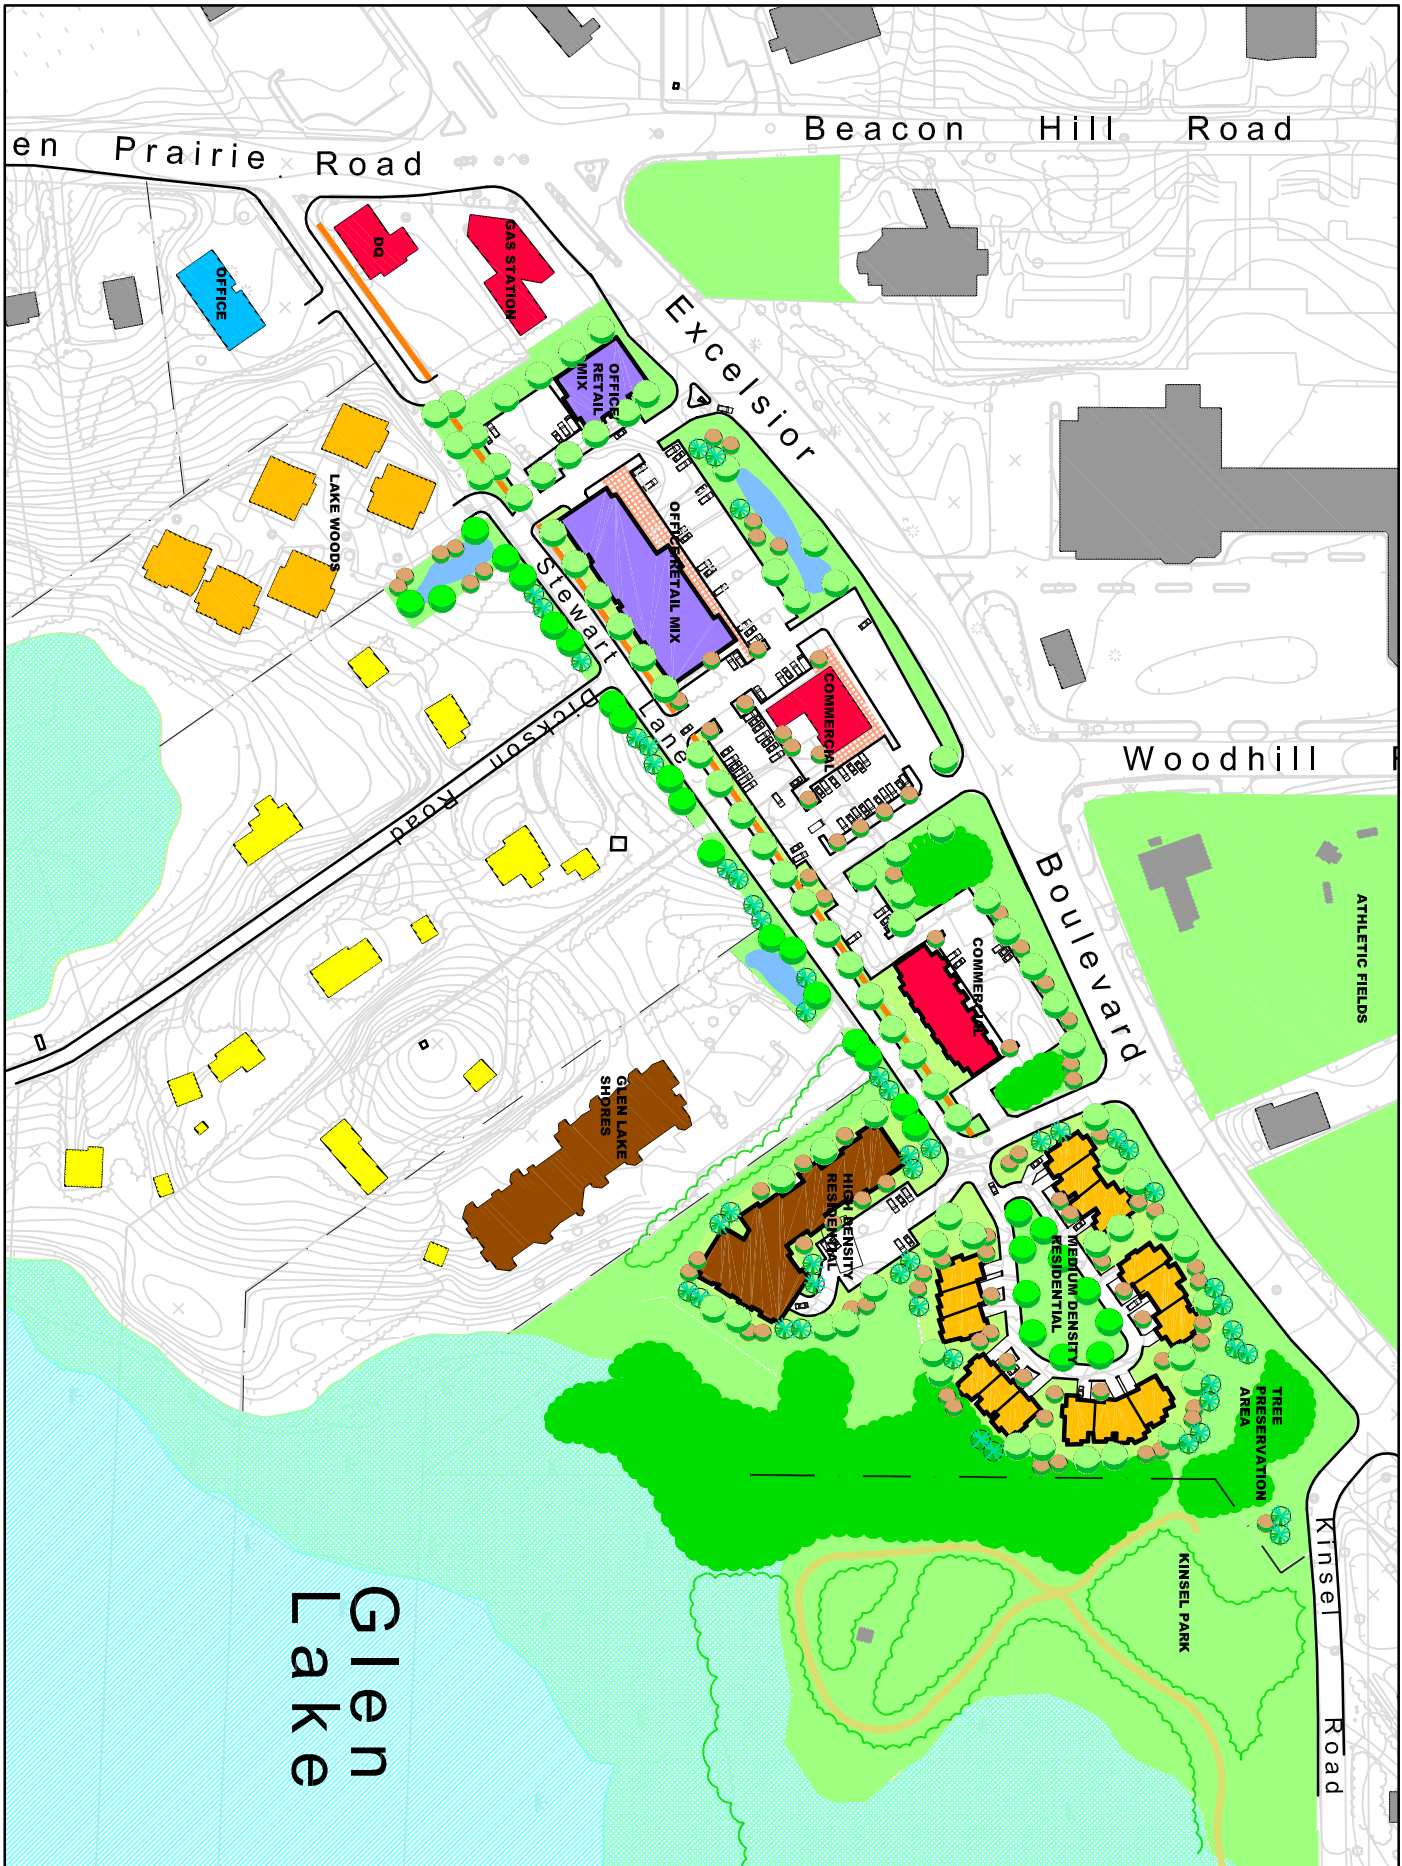 Beacon Hill Road
en Prairie Road
DQ
GAS STATION
OFFICE
Excelsior
OFFICE
RETAIL
MIX
LAKE WOODS
OFFICE/RETAIL MIX
Stewart
Lane
Dickson
Road
COMMERCIAL
Woodhill
Boulevard
ATHLETIC FIELDS
COMMERCIAL
GLEN LAKE
SHORES
HIGH DENSITY
RESIDENTIAL
MEDIUM DENSITY
RESIDENTIAL
TREE
PRESERVATION
AREA
Kinsel
Road
KINSEL PARK
Glen
Lake